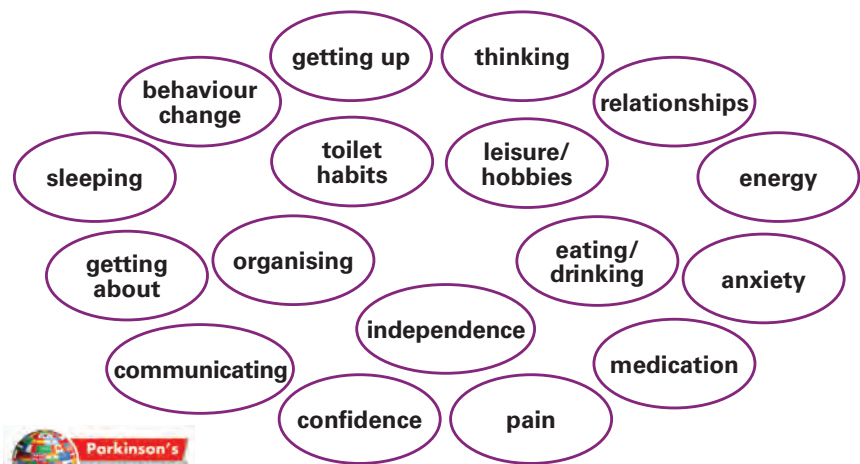 getting up
thinking
behaviour
change
relationships
toilet
habits
leisure/
hobbies
sleeping
energy
getting
about
organising
eating/
drinking
anxiety
independence
communicating
medication
confidence
pain
Parkinson's